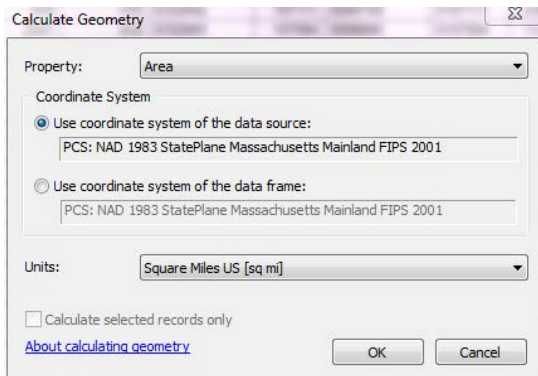 Calculate Geometry
Property: Area
Coordinate System
Use coordinate system of the data source:
PCS: NAD 1983 StatePlane Massachusetts Mainland FIPS 2001
Use coordinate system of the data frame:
PCS: NAD 1983 StatePlane Massachusetts Mainland FIPS 2001
Units: Square Miles US [sq mi]
Calculate selected records only
About calculating geometry OK Cancel